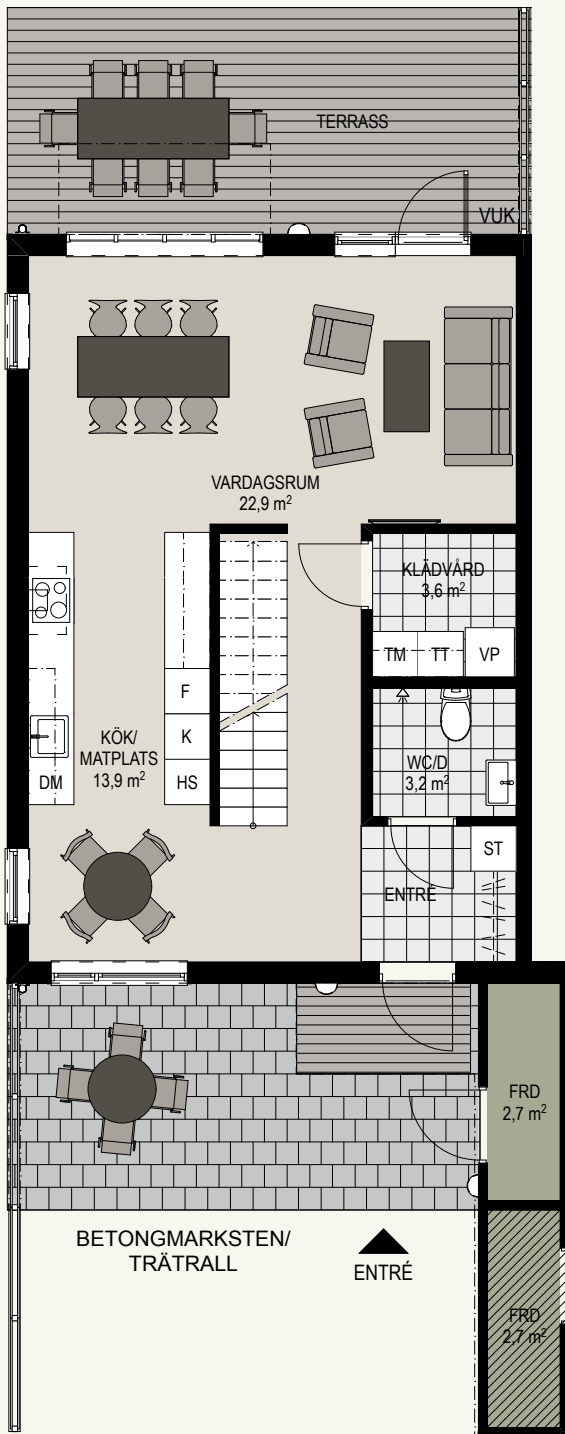 TERRASS
VUK
VARDAGSRUM
22,9 m²
KLÄDVÅRD
3,6 m²
TM
TT
VP
F
K
HS
KÖK/
MATPLATS
13,9 m²
DM
WC/D
3,2 m²
ST
ENTRÉ
FRD
2,7 m²
BETONGMARKSTEN/
TRÄTRALL
ENTRÉ
FRD
2,7 m²